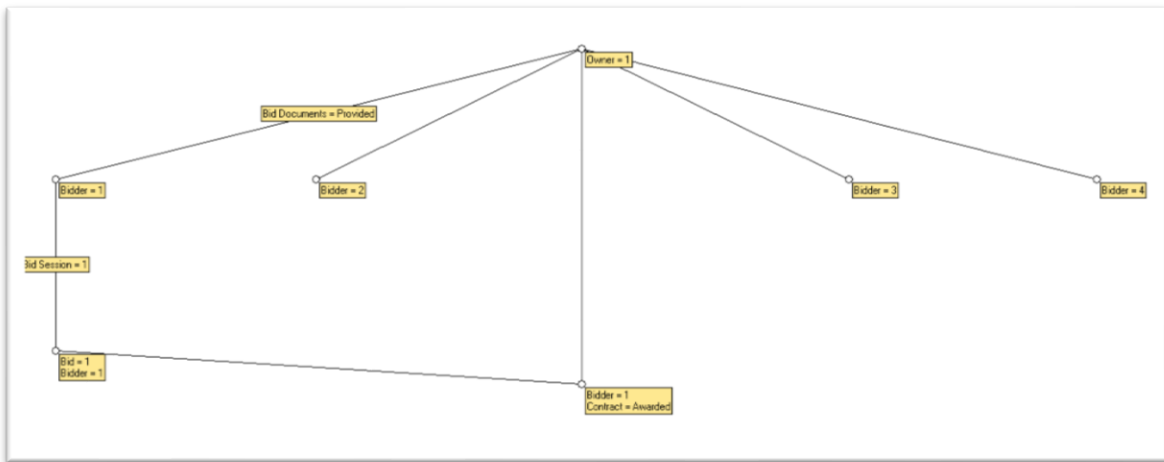 Owner = 1
Bid Documents = Provided
Bidder = 1
Bidder = 2
Bidder = 3
Bidder = 4
Bid Session = 1
Bid = 1
Bidder = 1
Bidder = 1
Contract = Awarded